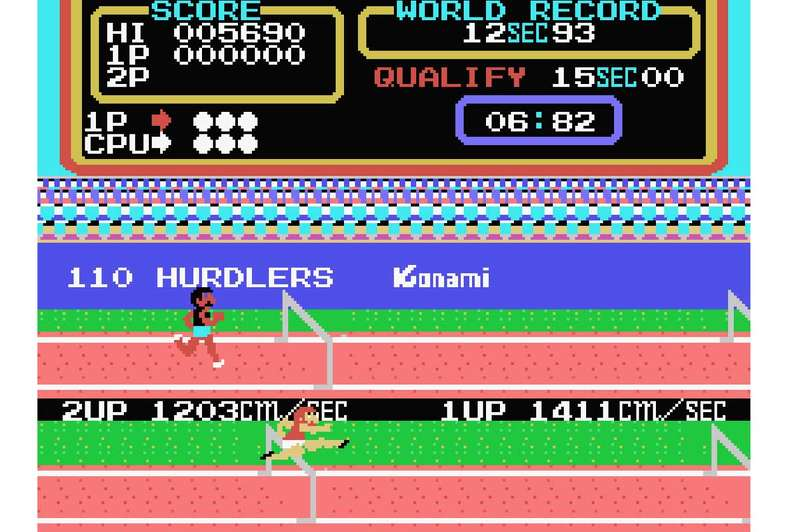 SCORE
HI 005690
1P 000000
2P
WORLD RECORD
12SEC93
QUALIFY 15SEC00
06:82
1P
CPU
110 HURDLERS
Konami
2UP 1203CM/SEC
1UP 1411CM/SEC